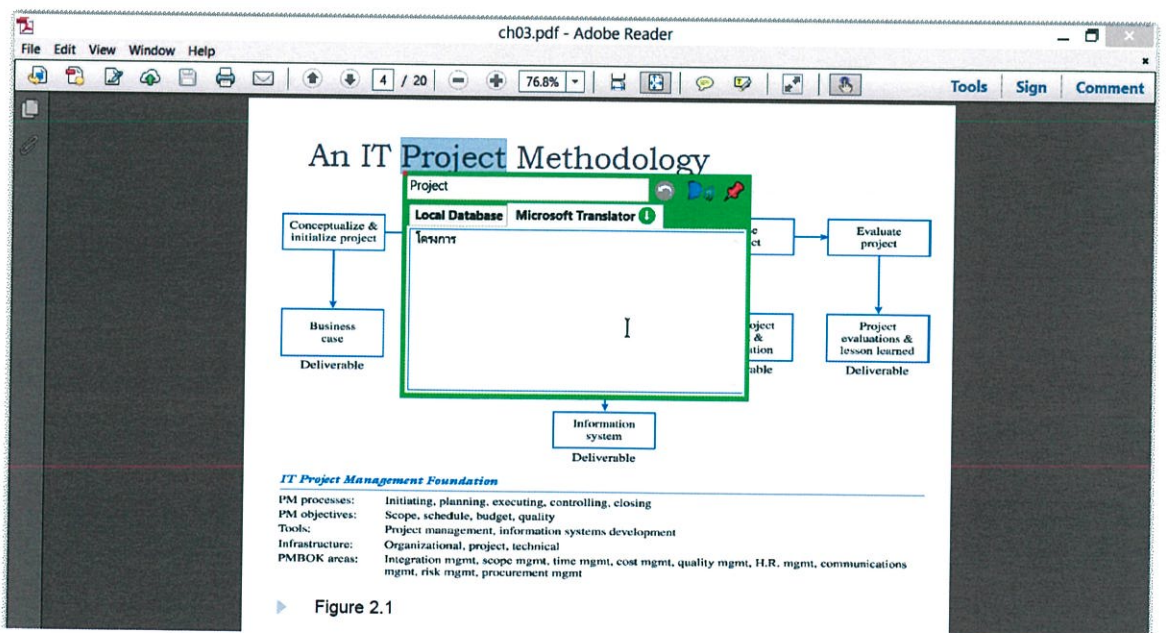 ch03.pdf - Adobe Reader
File Edit View Window Help
4 / 20 76.8%
Tools Sign Comment
An IT Project Methodology
Project
Local Database Microsoft Translator
โครงการ
Conceptualize &
initialize project
Evaluate
project
Business
case
Deliverable
Project
evaluations &
lesson learned
Deliverable
Information
system
Deliverable
IT Project Management Foundation
PM processes: Initiating, planning, executing, controlling, closing
PM objectives: Scope, schedule, budget, quality
Tools: Project management, information systems development
Infrastructure: Organizational, project, technical
PMBOK areas: Integration mgmt, scope mgmt, time mgmt, cost mgmt, quality mgmt, H.R. mgmt, communications
mgmt, risk mgmt, procurement mgmt
Figure 2.1